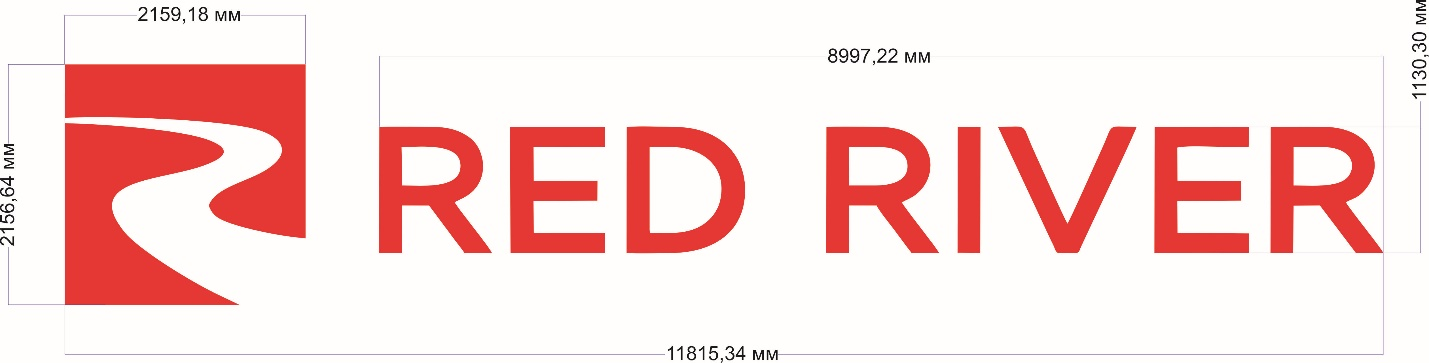 2159,18 мм
8997,22 мм
1130,30 мм
2156,64 мм
RED RIVER
11815,34 мм